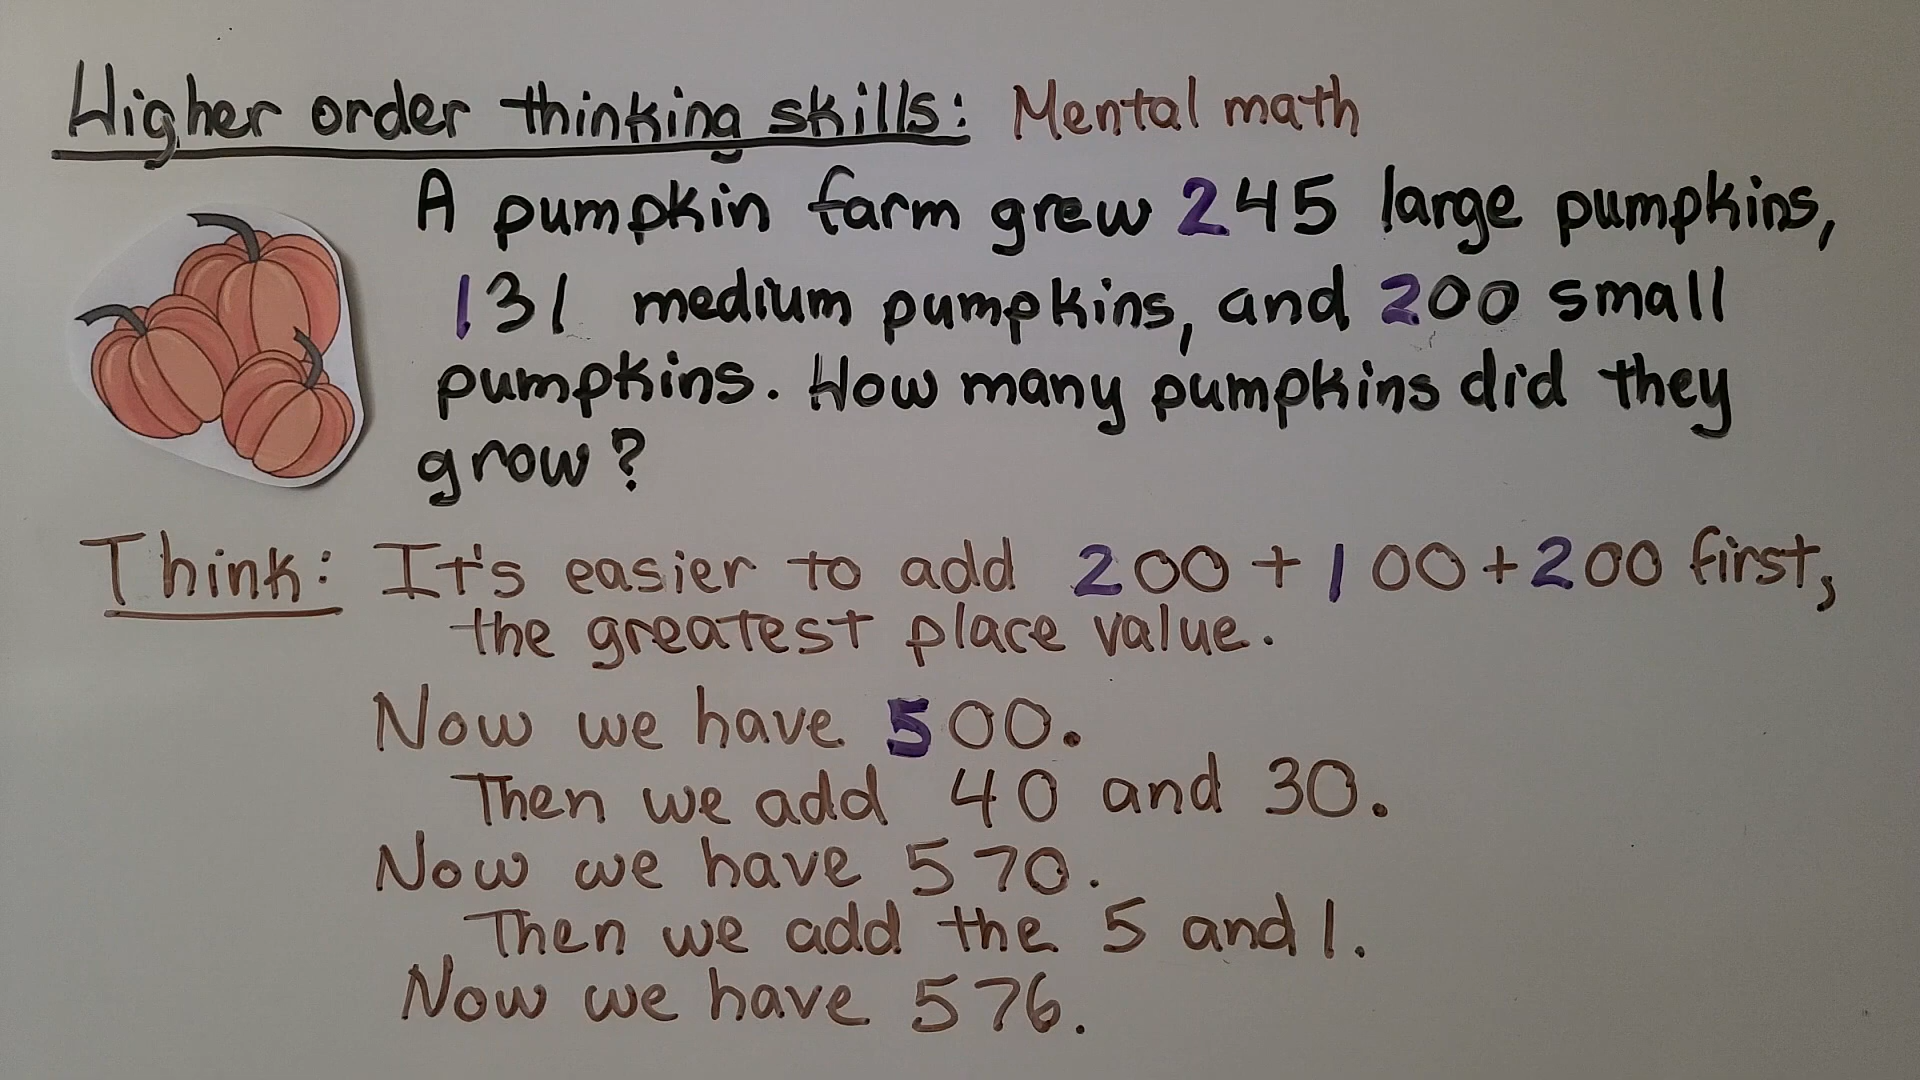 Higher order thinking skills: Mental math
A pumpkin farm grew 245 large pumpkins,
131 medium pumpkins, and 200 small
pumpkins. How many pumpkins did they
grow?
Think: It's easier to add 200 + 100 + 200 first,
the greatest place value.
Now we have 500.
Then we add 40 and 30.
Now we have 570.
Then we add the 5 and 1.
Now we have 576.